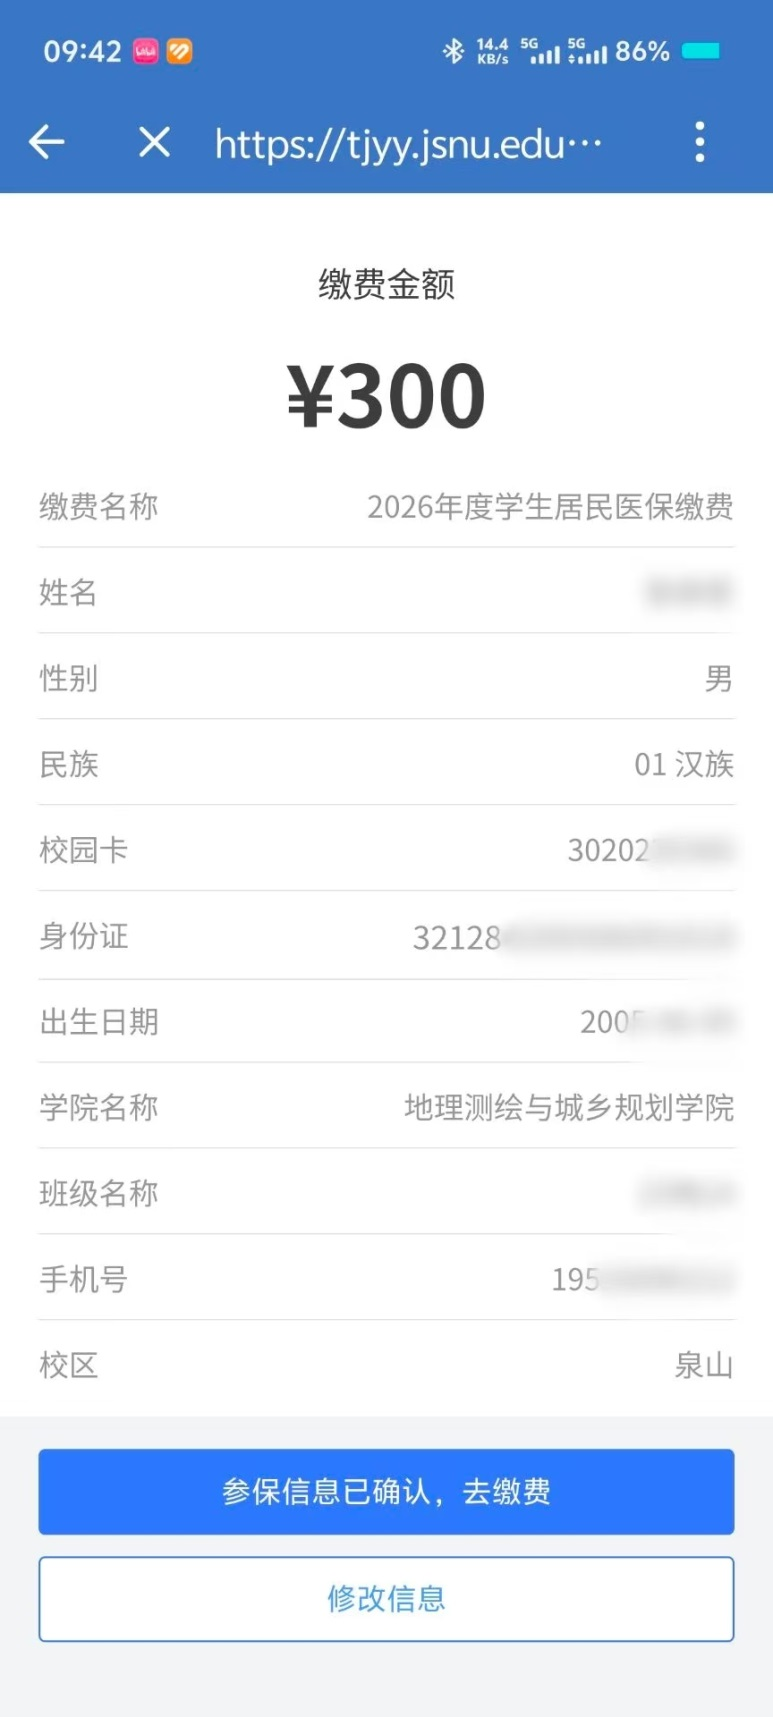 09:42
14.4 KB/s 5G 5G 86%
https://tjyy.jsnu.edu···
缴费金额
¥300
缴费名称 2026年度学生居民医保缴费
姓名
性别 男
民族 01 汉族
校园卡 30202
身份证 32128
出生日期 200
学院名称 地理测绘与城乡规划学院
班级名称
手机号 195
校区 泉山
参保信息已确认，去缴费
修改信息